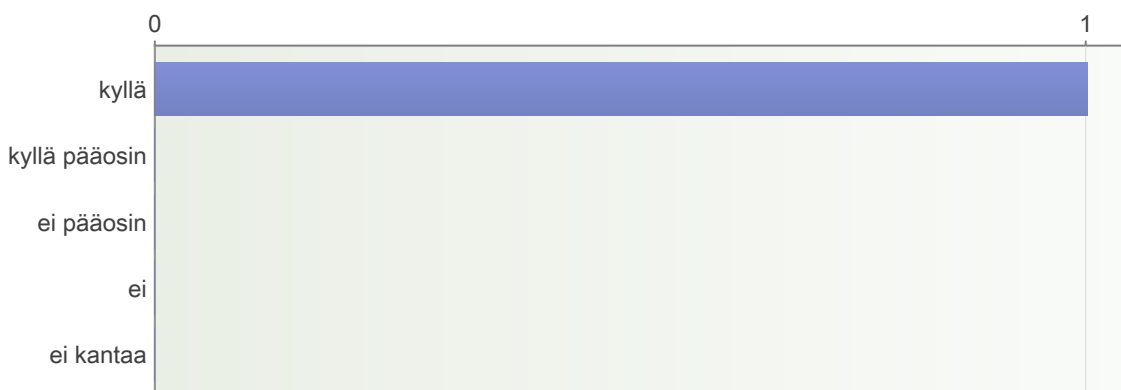 0 1
kyllä
kyllä pääosin
ei pääosin
ei
ei kantaa